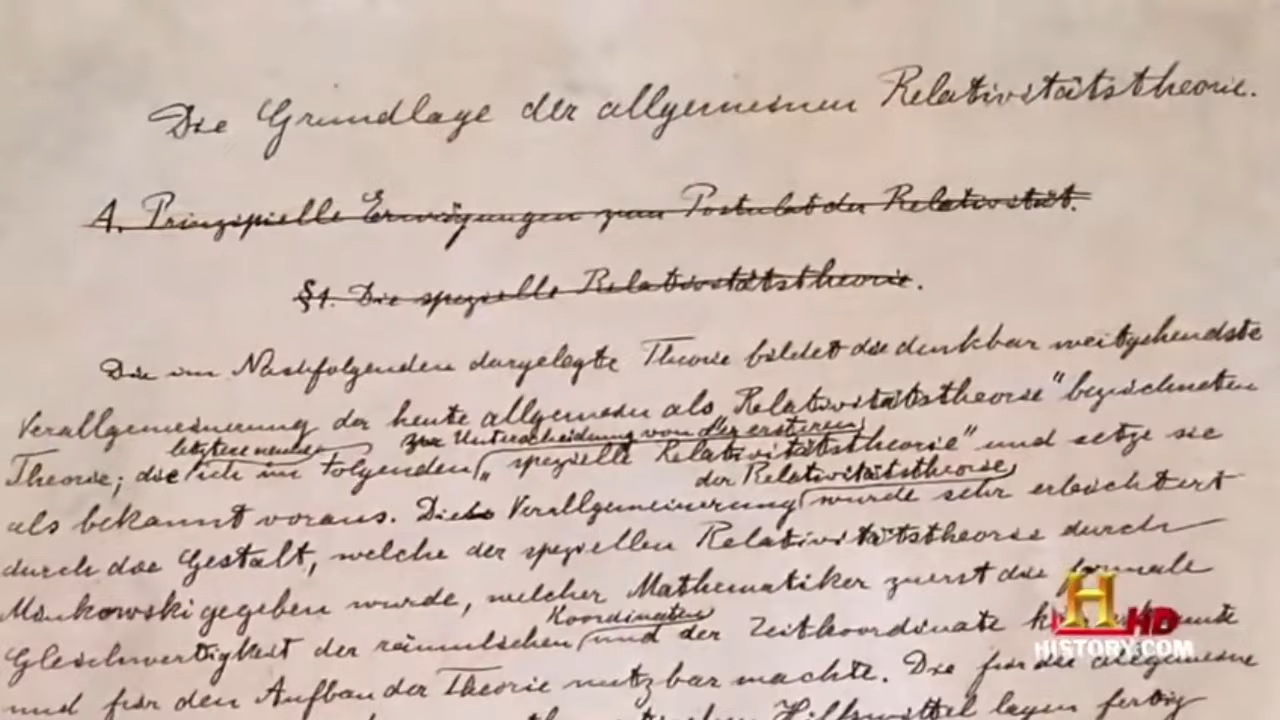 Die Grundlage der allgemeinen Relativitätstheorie.
A. Prinzipielle Erwägungen zum Postulat der Relativität.
§1. Die spezielle Relativitätstheorie.
Die im Nachfolgenden dargelegte Theorie bildet die denkbar weitgehendste
Verallgemeinerung der heute allgemein als „Relativitätstheorie" bezeichneten
letztere nenne zur Unterscheidung von der ersteren
Theorie; die ich im Folgenden „spezielle Relativitätstheorie" und setze sie
der Relativitätstheorie
als bekannt voraus. Die Verallgemeinerung wurde sehr erleichtert
durch die Gestalt, welche der speziellen Relativitätstheorie durch
Minkowski gegeben wurde, welcher Mathematiker zuerst die formale
Koordinaten
Gleichwertigkeit der räumlichen und der Zeitkoordinate
und für den Aufbau der Theorie nutzbar machte. Die für die allgemeine
Hilfsmittel lagen fertig
H HD
HISTORY.COM